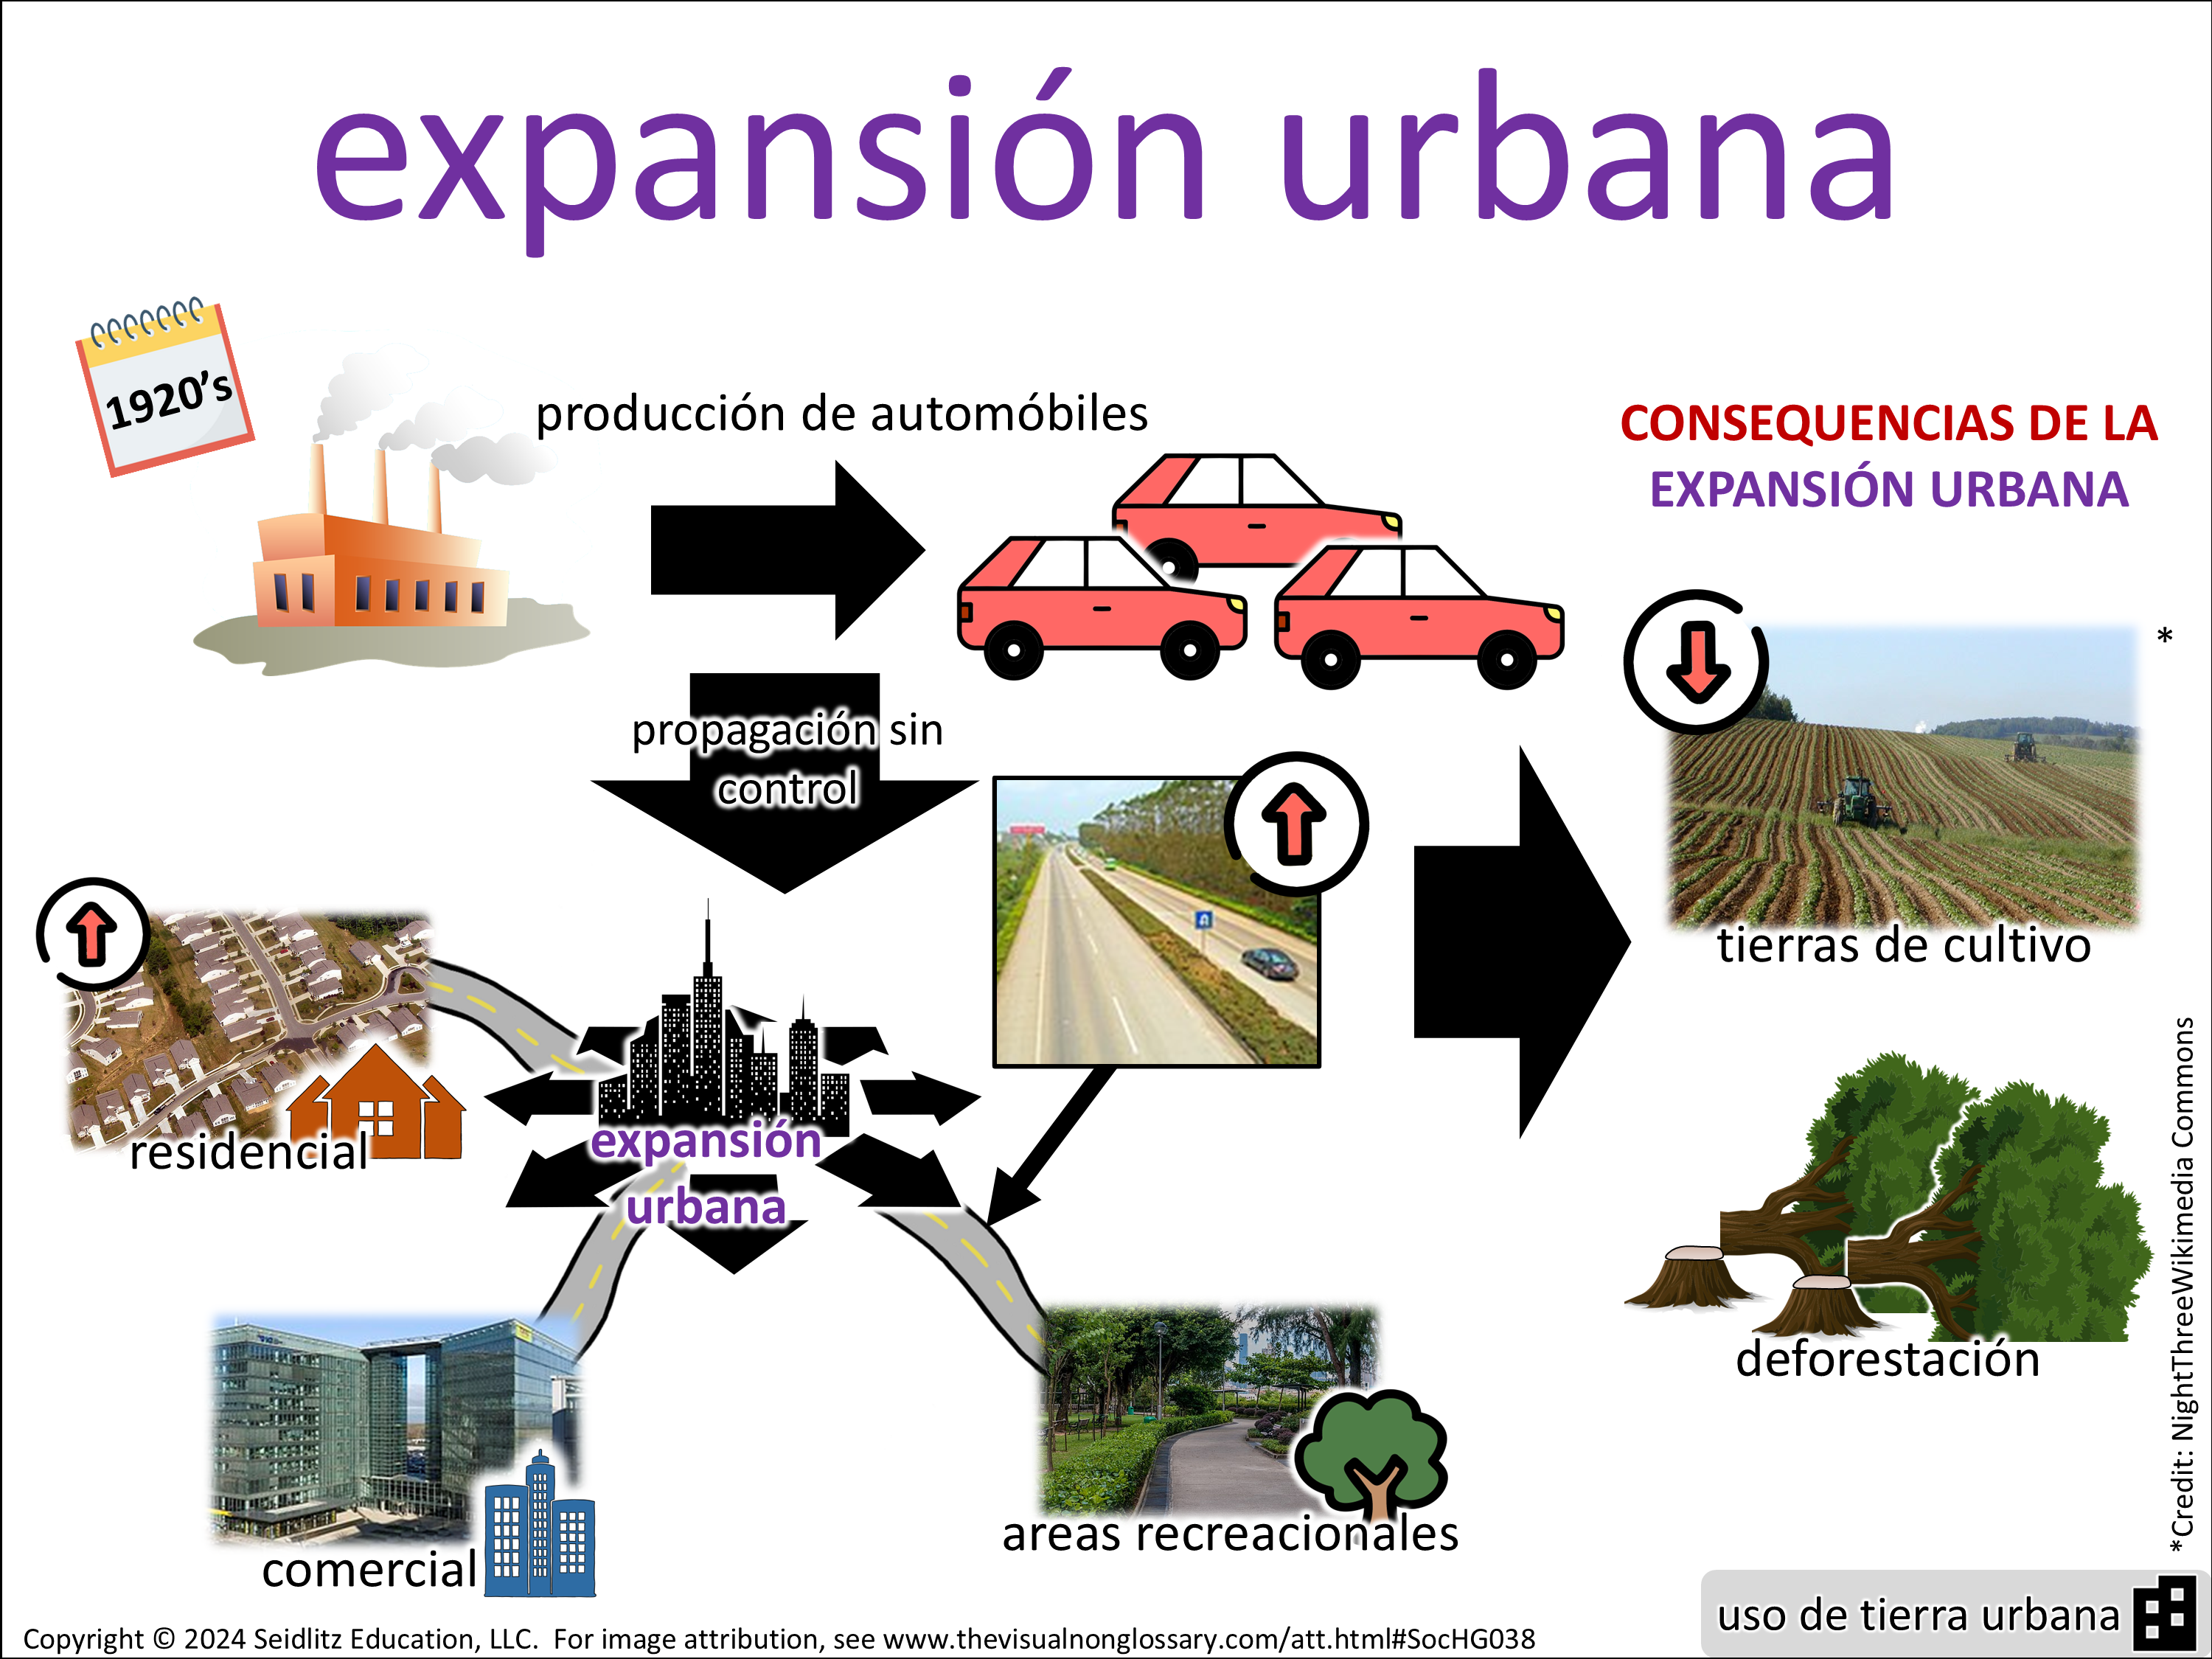 expansión urbana
1920's
producción de automóbiles
CONSEQUENCIAS DE LA
EXPANSIÓN URBANA
*
propagación sin
control
tierras de cultivo
residencial
expansión
urbana
deforestación
comercial
areas recreacionales
*Credit: NightThreeWikimedia Commons
uso de tierra urbana
Copyright © 2024 Seidlitz Education, LLC.  For image attribution, see www.thevisualnonglossary.com/att.html#SocHG038